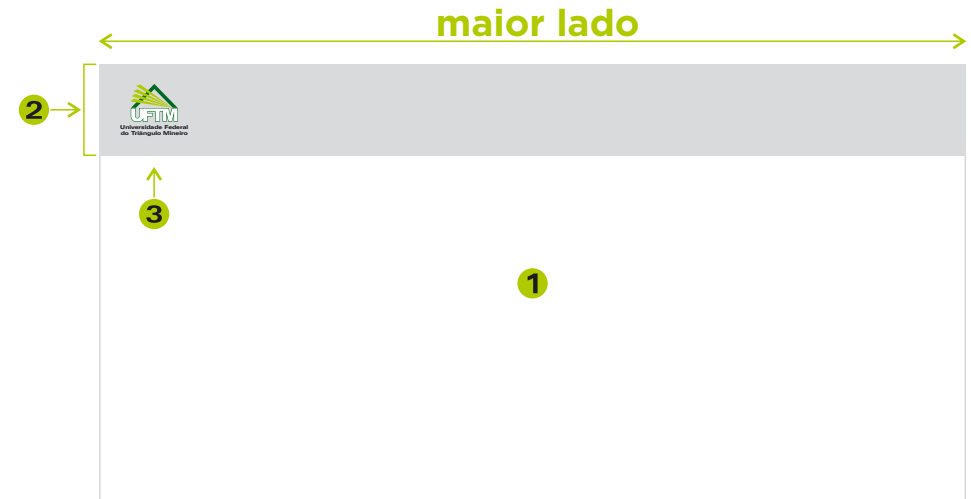 maior lado
2
UFTM
Universidade Federal
do Triângulo Mineiro
3
1